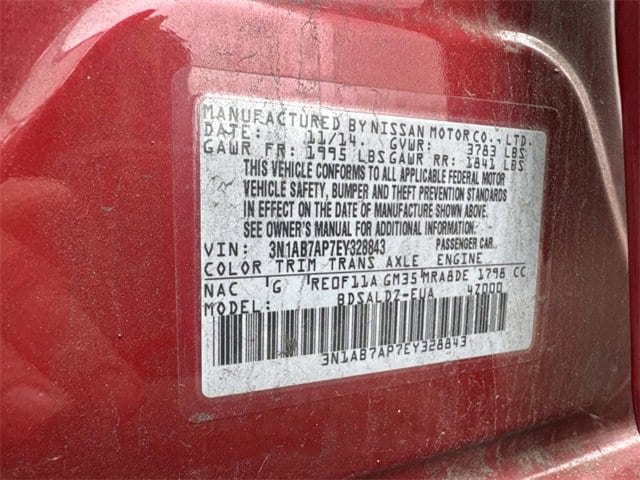 MANUFACTURED BY NISSAN MOTOR CO., LTD.
DATE: 11/14. GVWR: 3783 LBS
GAWR FR: 1995 LBS GAWR RR: 1841 LBS
THIS VEHICLE CONFORMS TO ALL APPLICABLE FEDERAL MOTOR
VEHICLE SAFETY, BUMPER AND THEFT PREVENTION STANDARDS
IN EFFECT ON THE DATE OF MANUFACTURE SHOWN ABOVE.
SEE OWNER'S MANUAL FOR ADDITIONAL INFORMATION.
VIN: 3N1AB7AP7EY328843 PASSENGER CAR
COLOR TRIM TRANS AXLE ENGINE
NAC G RE0F11A GM35 MRA8DE 1798 CC
MODEL: BDSALDZ-EUA 47000
3N1AB7AP7EY328843